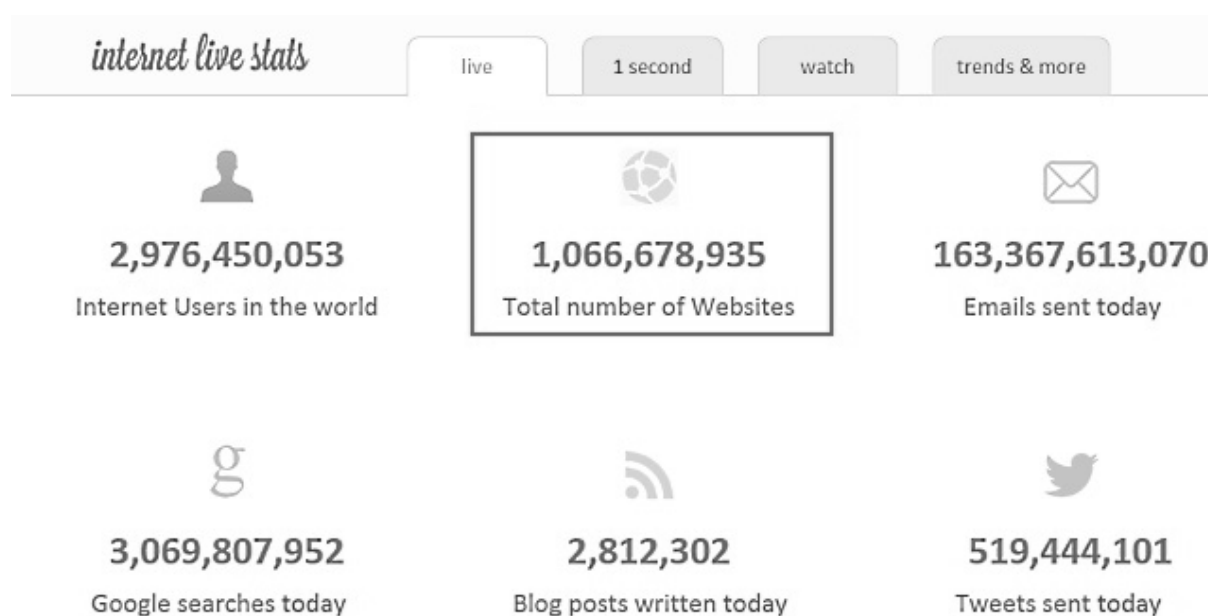 internet live stats
live
1 second
watch
trends & more
2,976,450,053
1,066,678,935
163,367,613,070
Internet Users in the world
Total number of Websites
Emails sent today
g
3,069,807,952
2,812,302
519,444,101
Google searches today
Blog posts written today
Tweets sent today